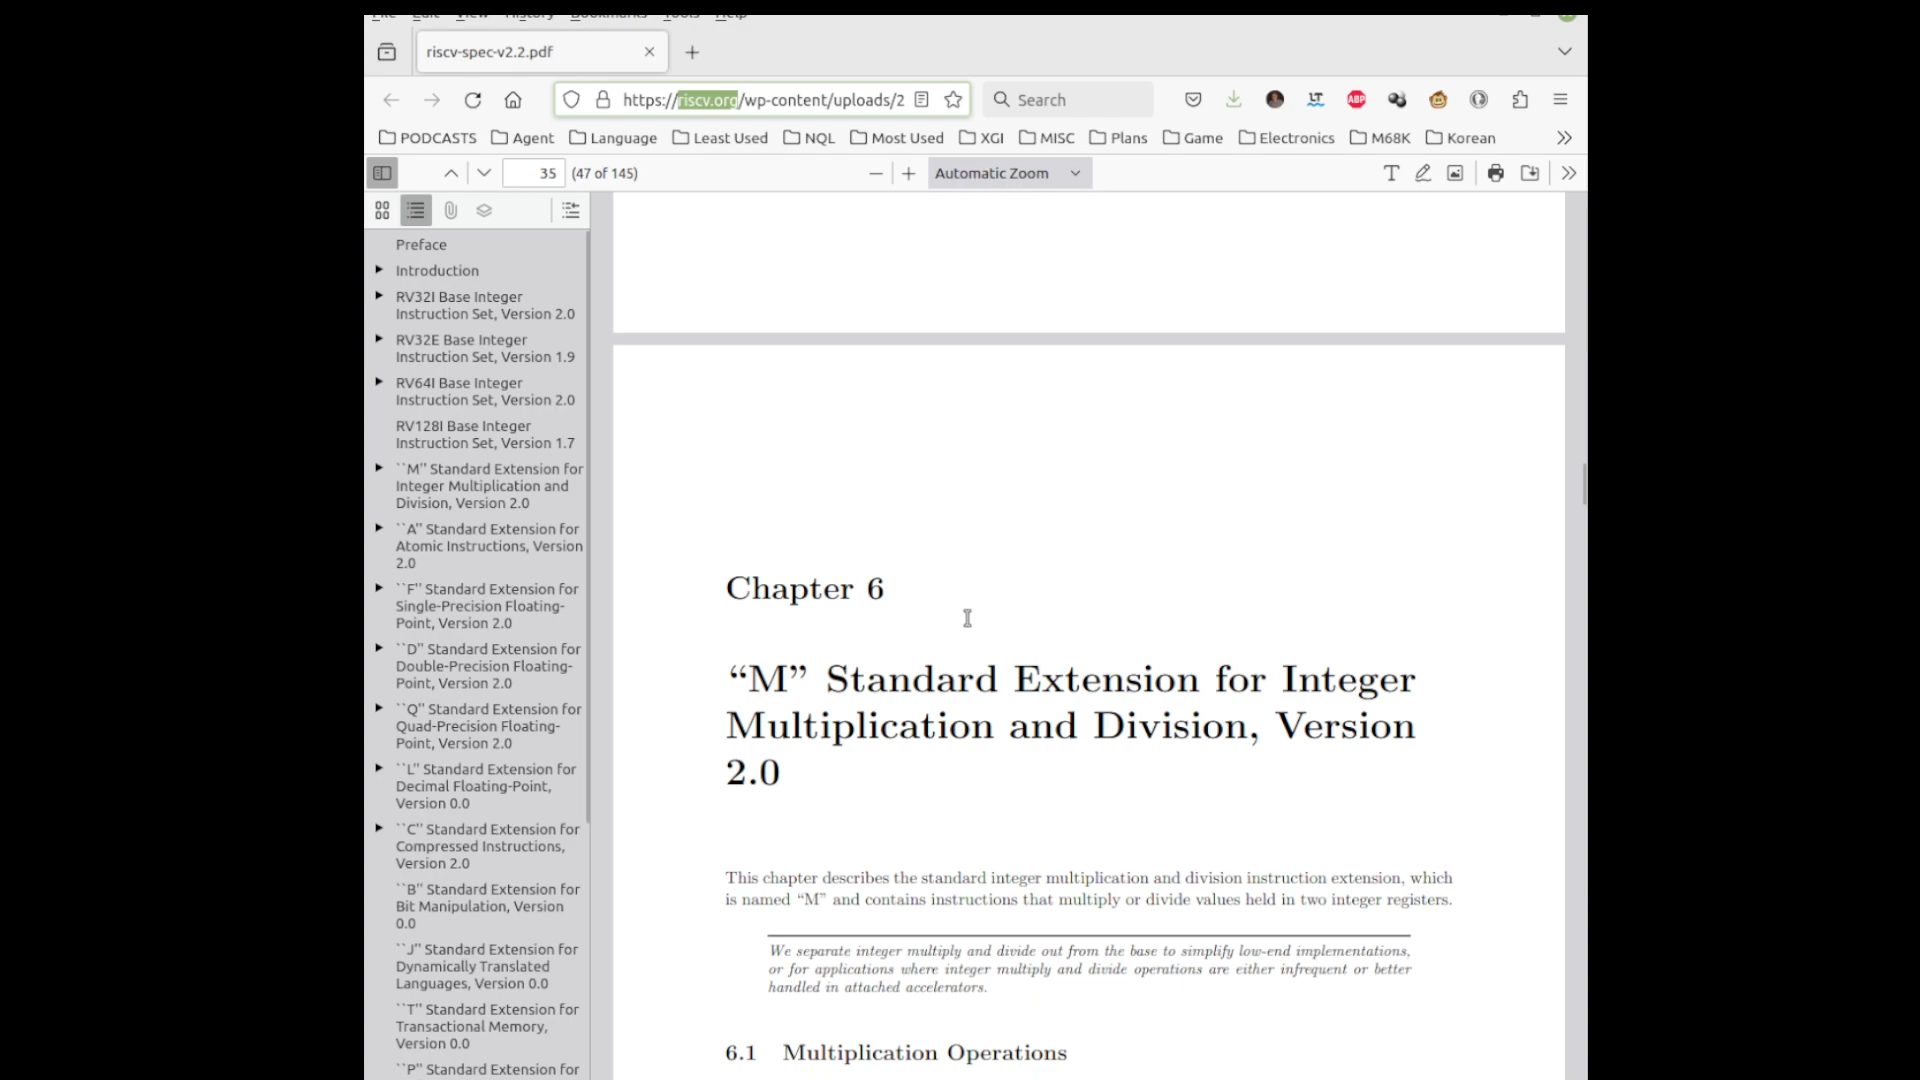 File Edit View History Bookmarks Tools Help
riscv-spec-v2.2.pdf
https://riscv.org/wp-content/uploads/2
Search
LT
ABP
PODCASTS Agent Language Least Used NQL Most Used XGI MISC Plans Game Electronics M68K Korean
35 (47 of 145)
Automatic Zoom
Preface
Introduction
RV32I Base Integer
Instruction Set, Version 2.0
RV32E Base Integer
Instruction Set, Version 1.9
RV64I Base Integer
Instruction Set, Version 2.0
RV128I Base Integer
Instruction Set, Version 1.7
``M'' Standard Extension for
Integer Multiplication and
Division, Version 2.0
``A'' Standard Extension for
Atomic Instructions, Version
2.0
``F'' Standard Extension for
Single-Precision Floating-
Point, Version 2.0
``D'' Standard Extension for
Double-Precision Floating-
Point, Version 2.0
``Q'' Standard Extension for
Quad-Precision Floating-
Point, Version 2.0
``L'' Standard Extension for
Decimal Floating-Point,
Version 0.0
``C'' Standard Extension for
Compressed Instructions,
Version 2.0
``B'' Standard Extension for
Bit Manipulation, Version
0.0
``J'' Standard Extension for
Dynamically Translated
Languages, Version 0.0
``T'' Standard Extension for
Transactional Memory,
Version 0.0
``P'' Standard Extension for
Chapter 6
“M” Standard Extension for Integer
Multiplication and Division, Version
2.0
This chapter describes the standard integer multiplication and division instruction extension, which
is named “M” and contains instructions that multiply or divide values held in two integer registers.
We separate integer multiply and divide out from the base to simplify low-end implementations,
or for applications where integer multiply and divide operations are either infrequent or better
handled in attached accelerators.
6.1 Multiplication Operations